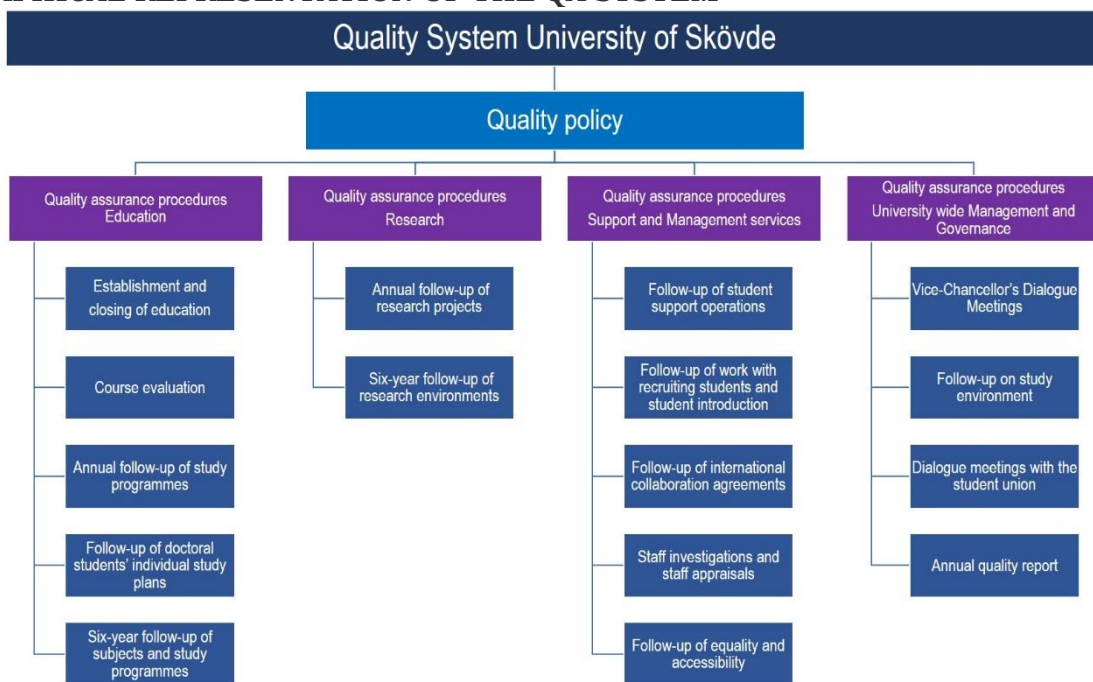 REPRESENTATION OF THE QA SYSTEM
Quality System University of Skövde
Quality policy
Quality assurance procedures
Education
Establishment and
closing of education
Course evaluation
Annual follow-up of study
programmes
Follow-up of doctoral
students' individual study
plans
Six-year follow-up of
subjects and study
programmes
Quality assurance procedures
Research
Annual follow-up of
research projects
Six-year follow-up of
research environments
Quality assurance procedures
Support and Management services
Follow-up of student
support operations
Follow-up of work with
recruiting students and
student introduction
Follow-up of international
collaboration agreements
Staff investigations and
staff appraisals
Follow-up of equality and
accessibility
Quality assurance procedures
University wide Management and
Governance
Vice-Chancellor's Dialogue
Meetings
Follow-up on study
environment
Dialogue meetings with the
student union
Annual quality report